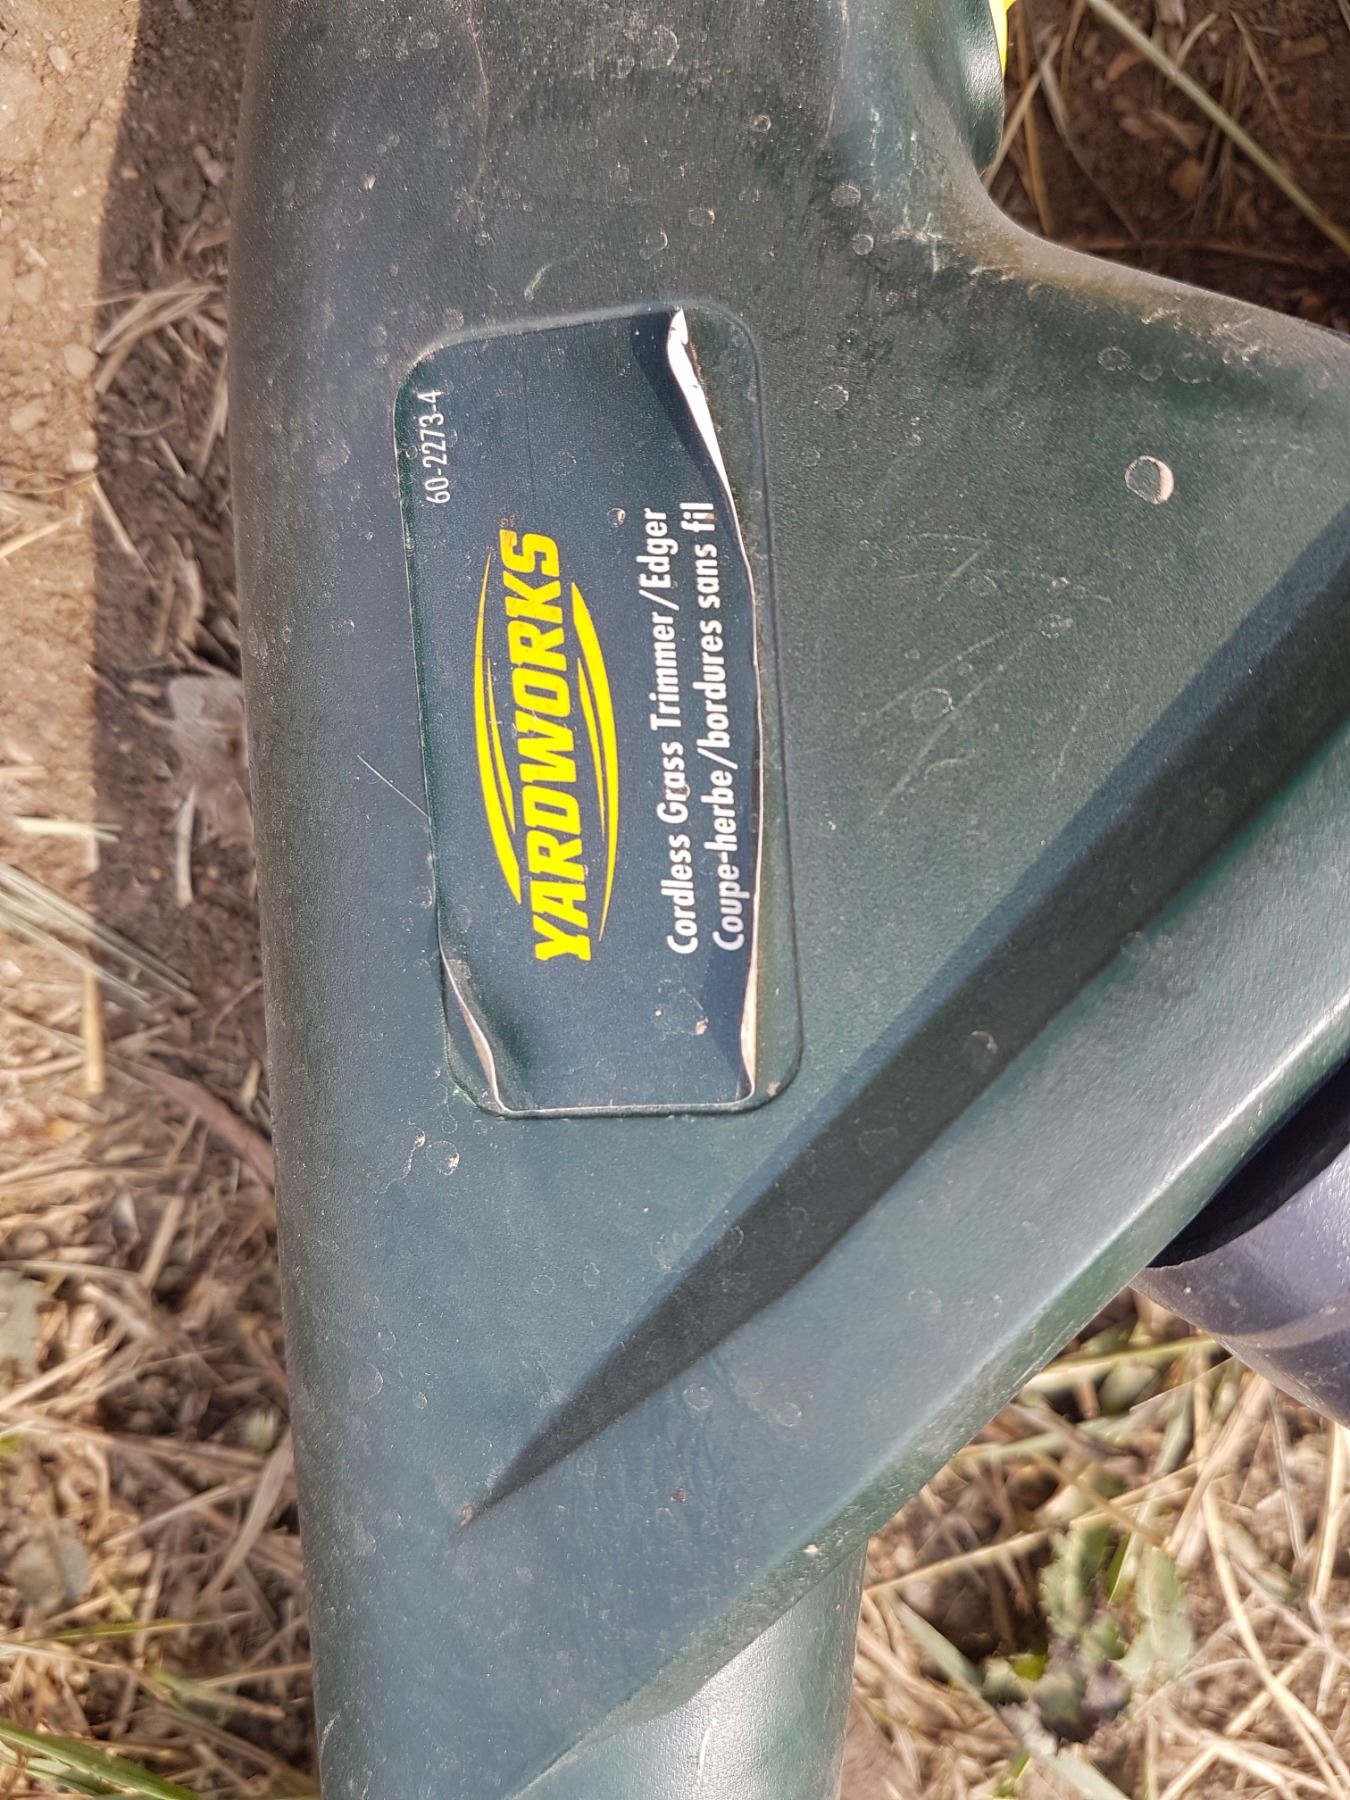 60-2273-4
YARDWORKS
Cordless Grass Trimmer/Edger
Coupe-herbe/bordures sans fil